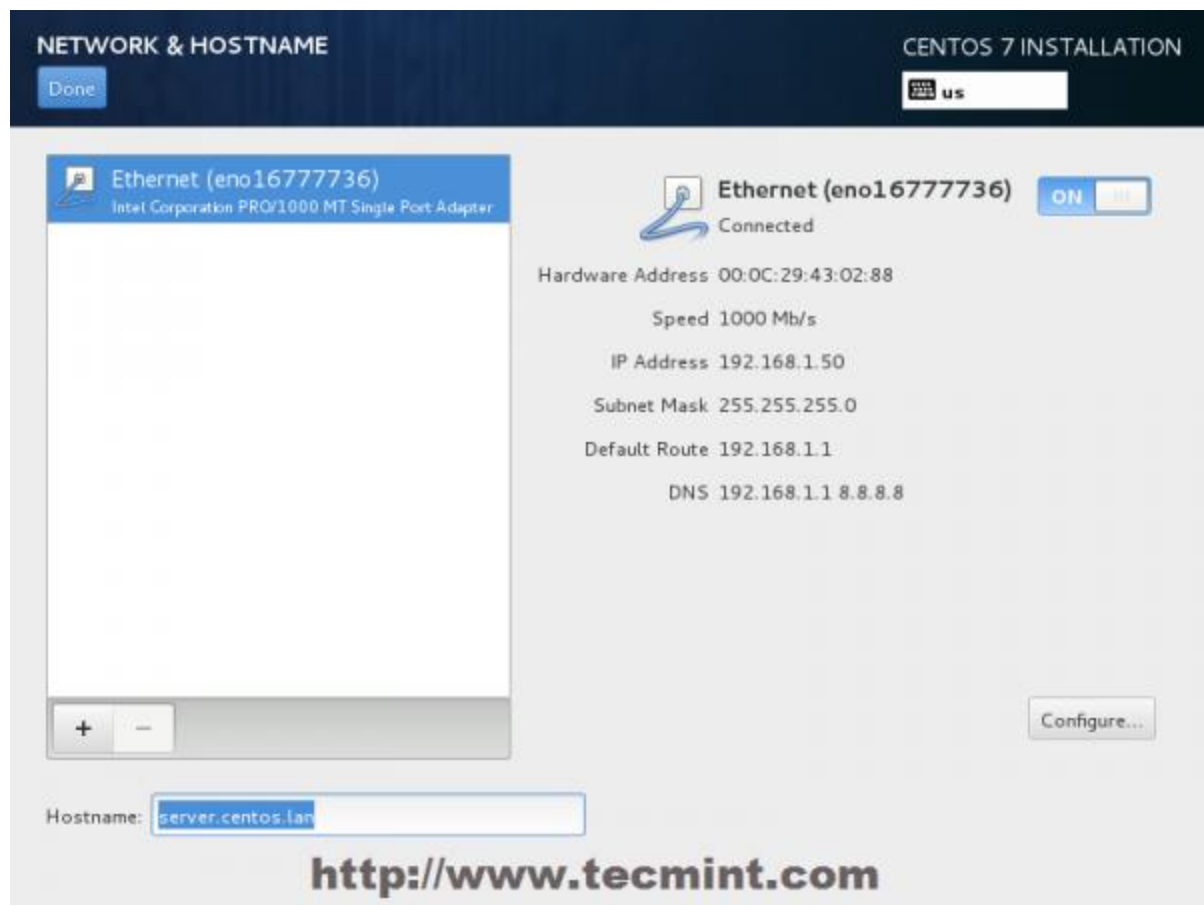 NETWORK & HOSTNAME
CENTOS 7 INSTALLATION
Done
us
Ethernet (eno16777736)
Intel Corporation PRO/1000 MT Single Port Adapter
Ethernet (eno16777736)
ON
Connected
Hardware Address 00:0C:29:43:02:88
Speed 1000 Mb/s
IP Address 192.168.1.50
Subnet Mask 255.255.255.0
Default Route 192.168.1.1
DNS 192.168.1.1 8.8.8.8
+ −
Configure...
Hostname: server.centos.lan
http://www.tecmint.com